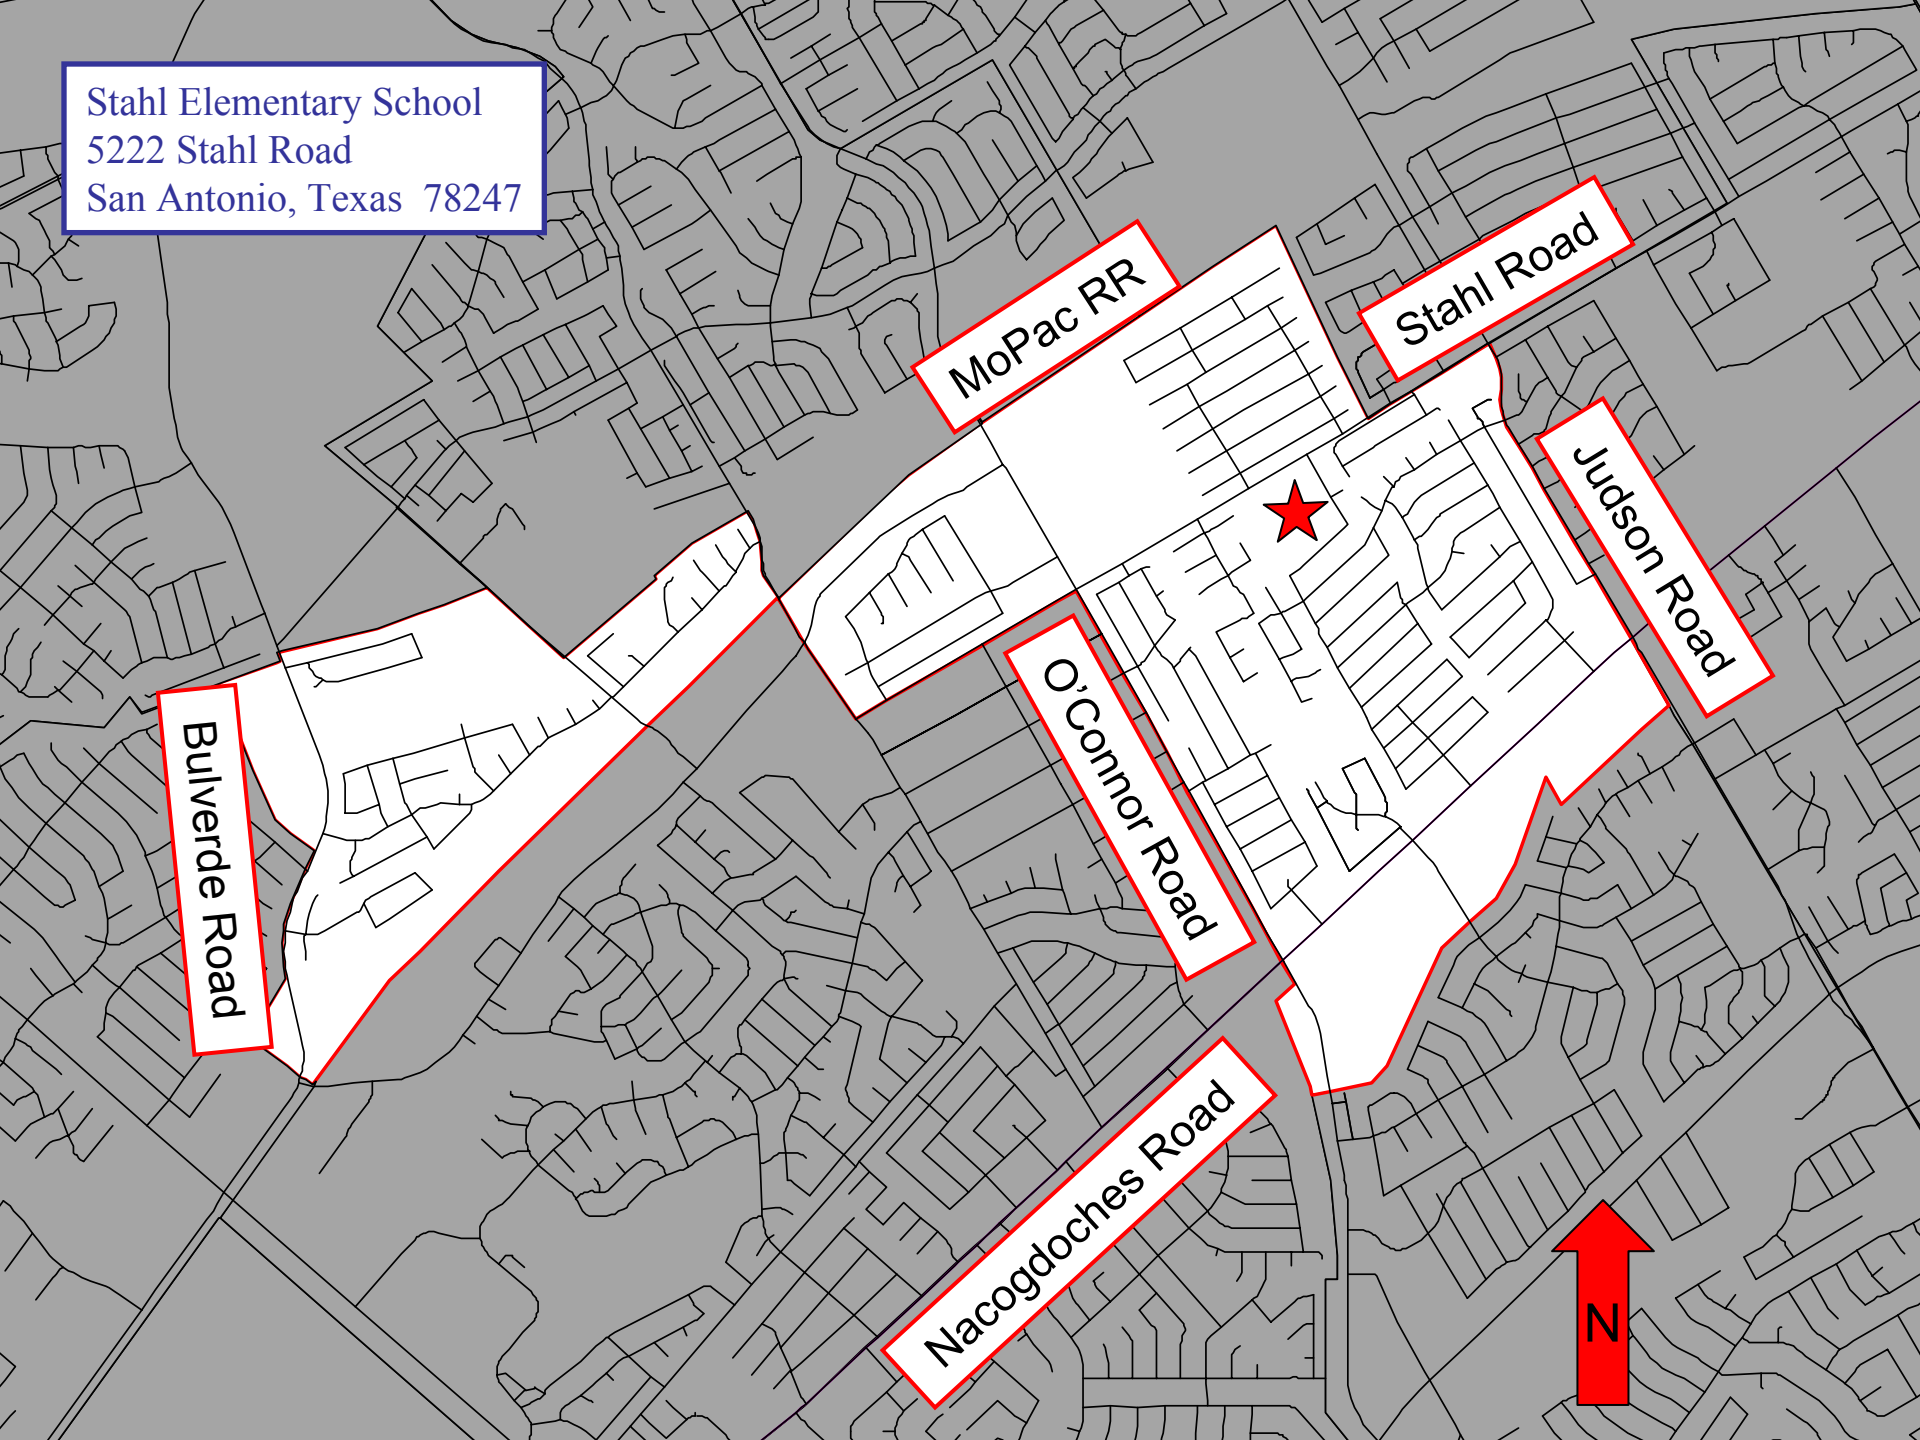 Stahl Elementary School
5222 Stahl Road
San Antonio, Texas  78247
MoPac RR
Stahl Road
Judson Road
O'Connor Road
Bulverde Road
Nacogdoches Road
N